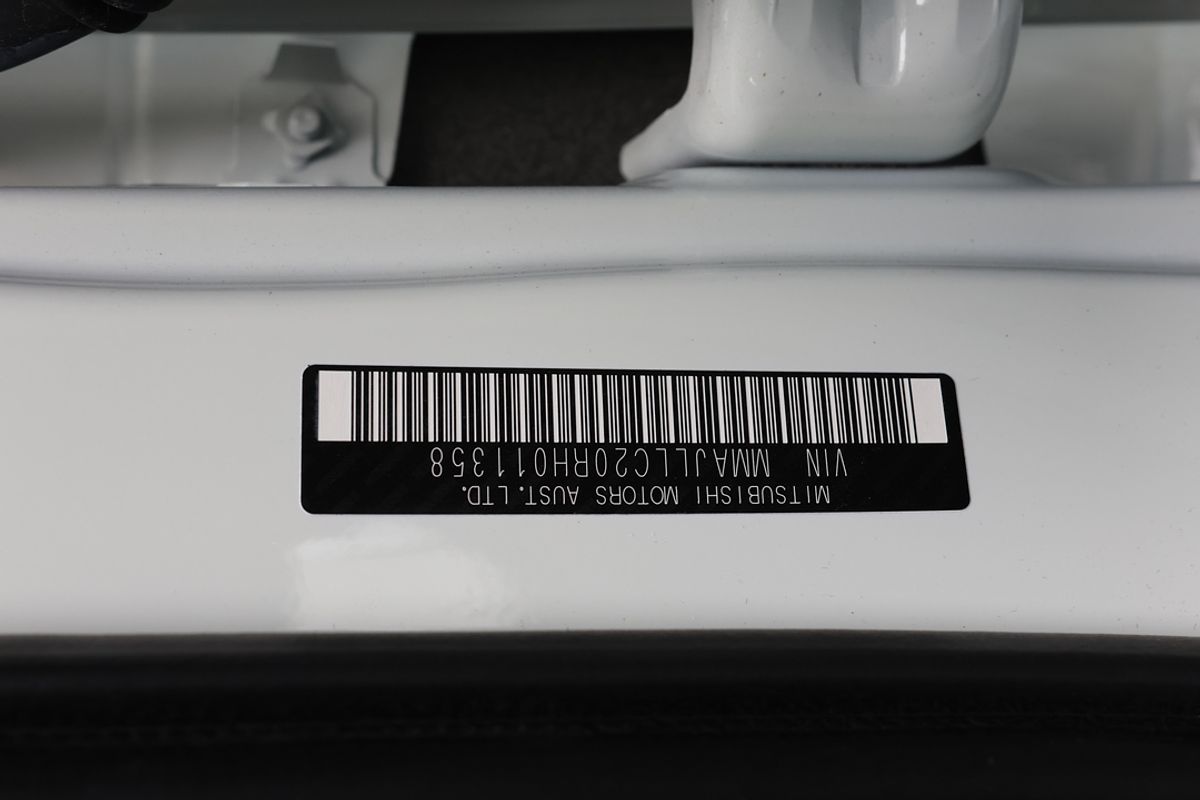 MITSUBISHI MOTORS AUST. LTD.
VIN MMAJLLC20RH011358